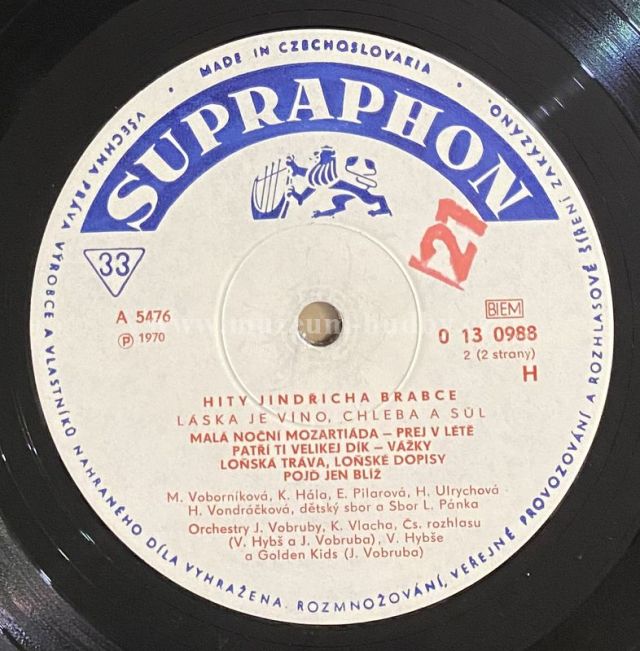 MADE IN CZECHOSLOVAKIA
SUPRAPHON
VŠECHNA PRÁVA VÝROBCE A VLASTNÍKŮ NAHRANÉHO DÍLA VYHRAŽENA. ROZMNOŽOVÁNÍ, VEŘEJNÉ PROVOZOVÁNÍ A ROZHLASOVÉ ŠÍŘENÍ ZAKÁZÁNO.
33
21
A 5476
Ⓟ 1970
BIEM
0 13 0988
2 (2 strany)
H
HITY JINDŘICHA BRABCE
LÁSKA JE VÍNO, CHLEBA A SŮL
MALÁ NOČNÍ MOZARTIÁDA – PREJ V LÉTĚ
PATŘÍ TI VELIKEJ DÍK – VÁŽKY
LOŇSKÁ TRÁVA, LOŇSKÉ DOPISY
POJĎ JEN BLÍŽ
M. Voborníková, K. Hála, E. Pilarová, H. Ulrychová
H. Vondráčková, dětský sbor a Sbor L. Pánka
Orchestry J. Vobruby, K. Vlacha, Čs. rozhlasu
(V. Hybš a J. Vobruba), V. Hybše
a Golden Kids (J. Vobruba)